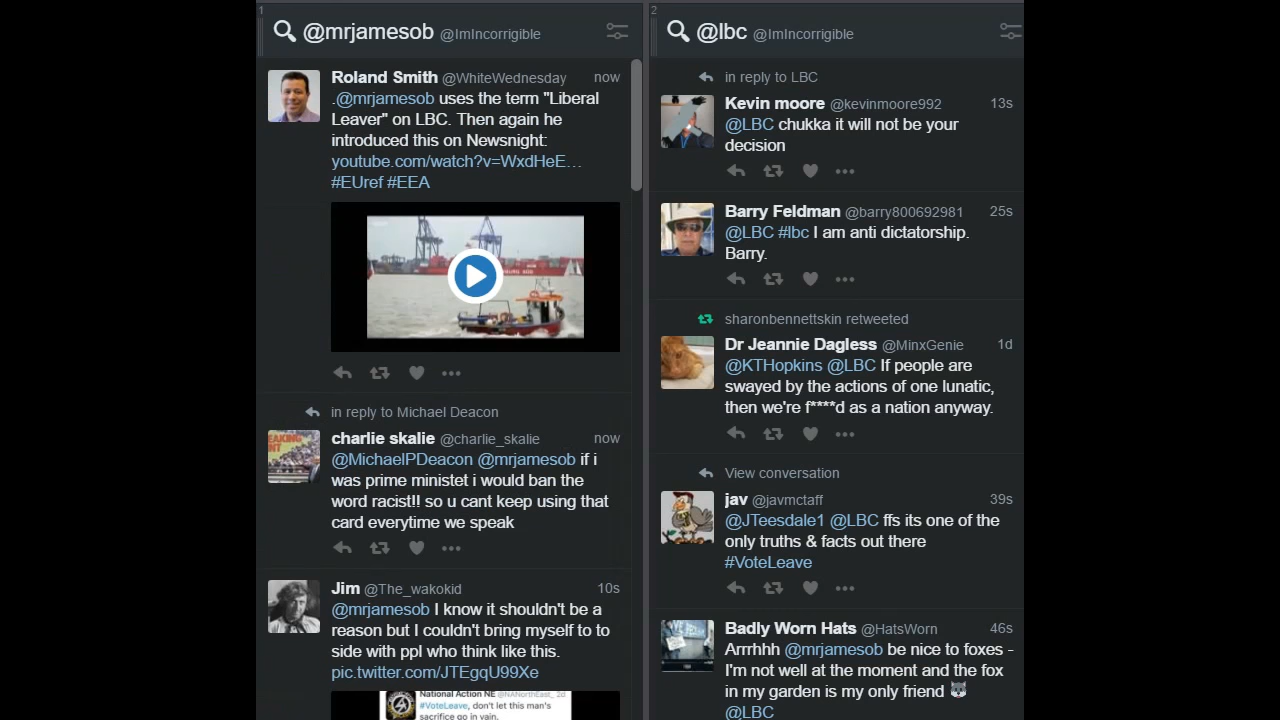 1
@mrjamesob @ImIncorrigible
Roland Smith @WhiteWednesday now
.@mrjamesob uses the term "Liberal
Leaver" on LBC. Then again he
introduced this on Newsnight:
youtube.com/watch?v=WxdHeE…
#EUref #EEA
in reply to Michael Deacon
charlie skalie @charlie_skalie now
@MichaelPDeacon @mrjamesob if i
was prime ministet i would ban the
word racist!! so u cant keep using that
card everytime we speak
Jim @The_wakokid 10s
@mrjamesob I know it shouldn't be a
reason but I couldn't bring myself to to
side with ppl who think like this.
pic.twitter.com/JTEgqU99Xe
National Action NE @NANorthEast_ 2d
#VoteLeave, don't let this man's
sacrifice go in vain.
2
@lbc @ImIncorrigible
in reply to LBC
Kevin moore @kevinmoore992 13s
@LBC chukka it will not be your
decision
Barry Feldman @barry800692981 25s
@LBC #lbc I am anti dictatorship.
Barry.
sharonbennettskin retweeted
Dr Jeannie Dagless @MinxGenie 1d
@KTHopkins @LBC If people are
swayed by the actions of one lunatic,
then we're f****d as a nation anyway.
View conversation
jav @javmctaff 39s
@JTeesdale1 @LBC ffs its one of the
only truths & facts out there
#VoteLeave
Badly Worn Hats @HatsWorn 46s
Arrrhhh @mrjamesob be nice to foxes -
I'm not well at the moment and the fox
in my garden is my only friend 🐺
@LBC